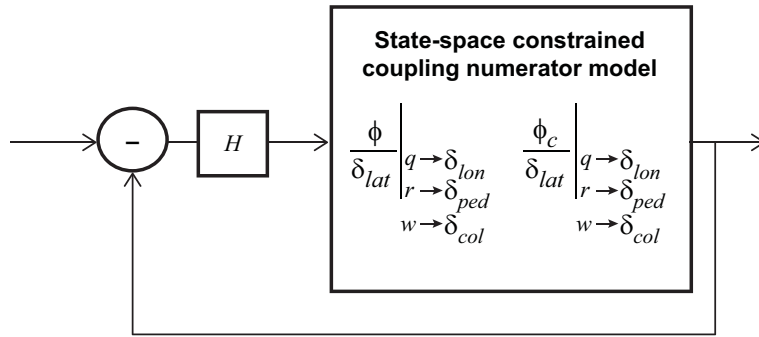 State-space constrained
coupling numerator model
ϕ ϕc
δlat δlat
q→δlon q→δlon
r→δped r→δped
w→δcol w→δcol
–
H